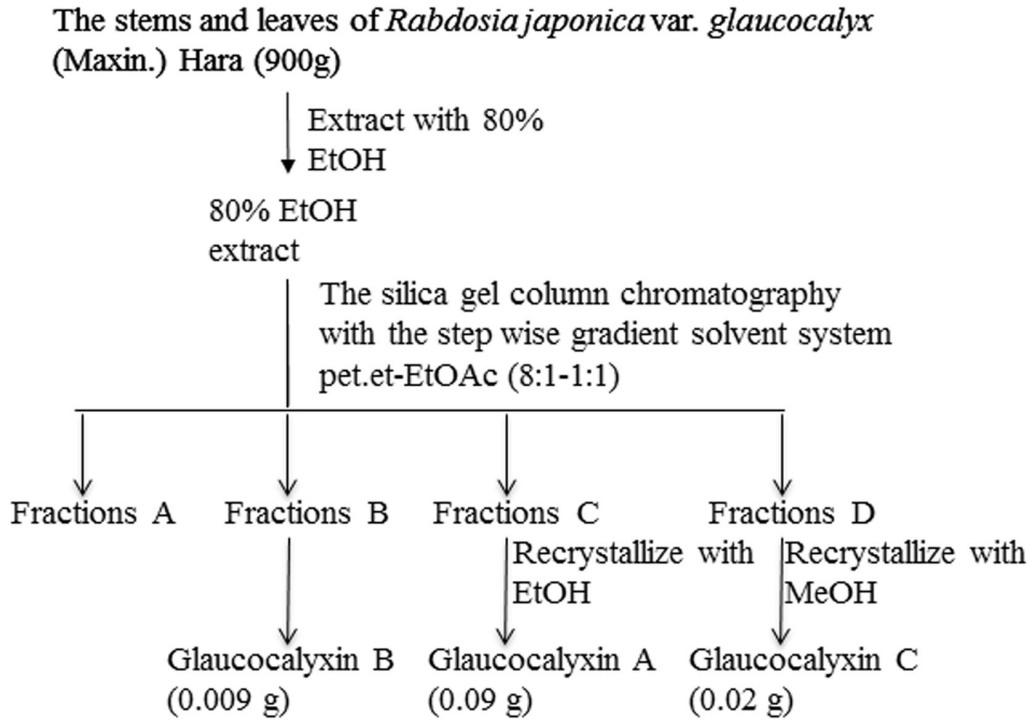 The stems and leaves of Rabdosia japonica var. glaucocalyx
(Maxin.) Hara (900g)
Extract with 80%
EtOH
80% EtOH
extract
The silica gel column chromatography
with the step wise gradient solvent system
pet.et-EtOAc (8:1-1:1)
Fractions A
Fractions B
Fractions C
Fractions D
Recrystallize with
EtOH
Recrystallize with
MeOH
Glaucocalyxin B
(0.009 g)
Glaucocalyxin A
(0.09 g)
Glaucocalyxin C
(0.02 g)